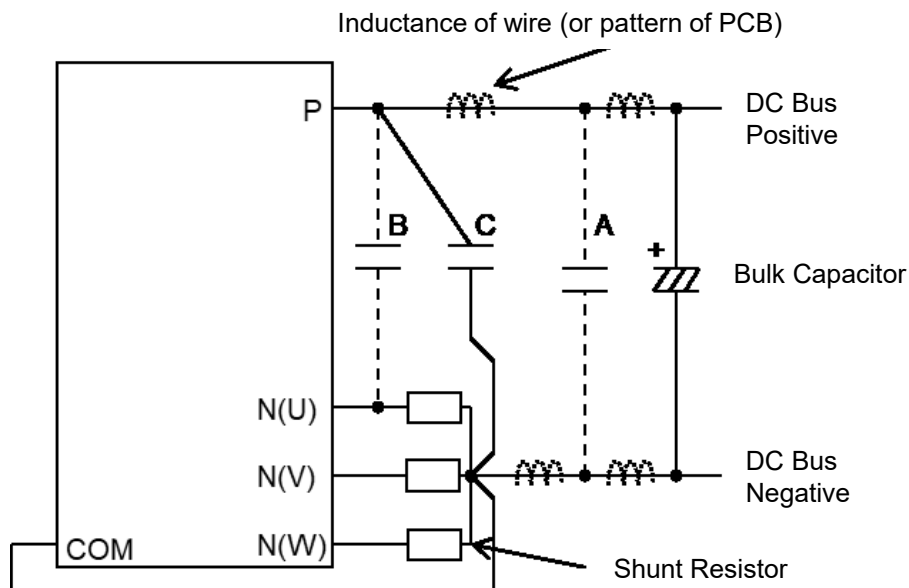 Inductance of wire (or pattern of PCB)
P
DC Bus
Positive
B
C
A
+
Bulk Capacitor
N(U)
N(V)
DC Bus
Negative
COM
N(W)
Shunt Resistor